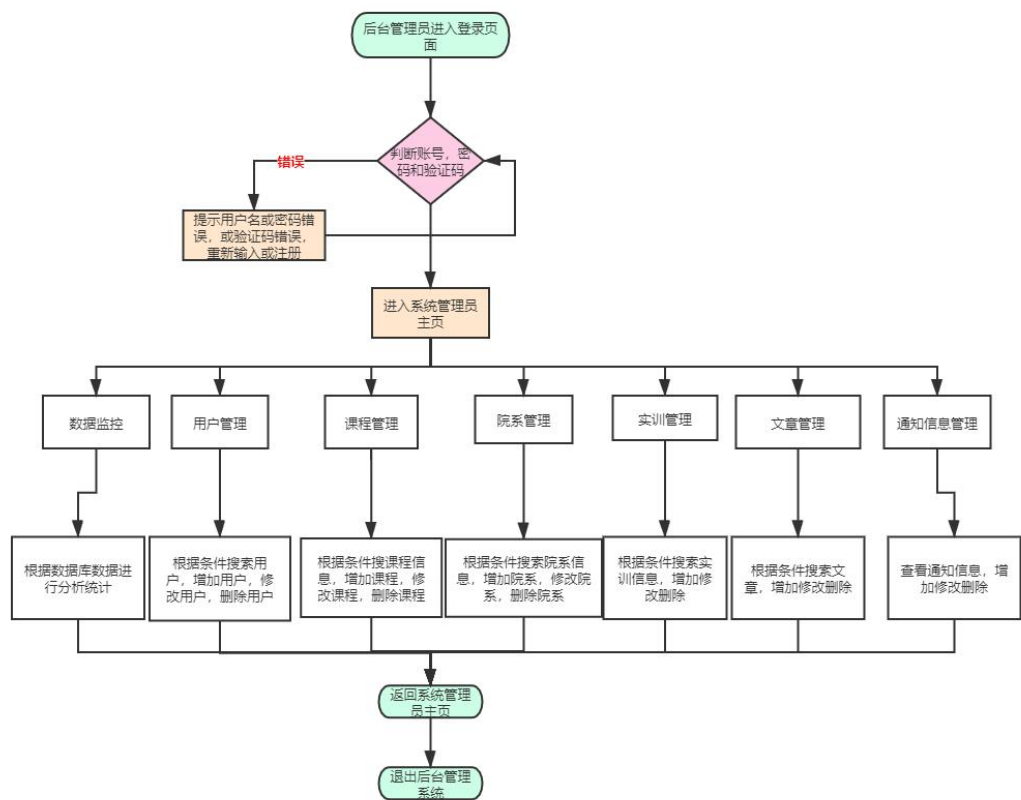 后台管理员进入登录页
面
判断账号，密
码和验证码
错误
提示用户名或密码错
误，或验证码错误，
重新输入或注册
进入系统管理员
主页
数据监控
用户管理
课程管理
院系管理
实训管理
文章管理
通知信息管理
根据数据库数据进
行分析统计
根据条件搜索用
户，增加用户，修
改用户，删除用户
根据条件搜课程信
息，增加课程，修
改课程，删除课程
根据条件搜索院系信
息，增加院系，修改院
系，删除院系
根据条件搜索实
训信息，增加修
改删除
根据条件搜索文
章，增加修改删除
查看通知信息，增
加修改删除
返回系统管理
员主页
退出后台管理
系统